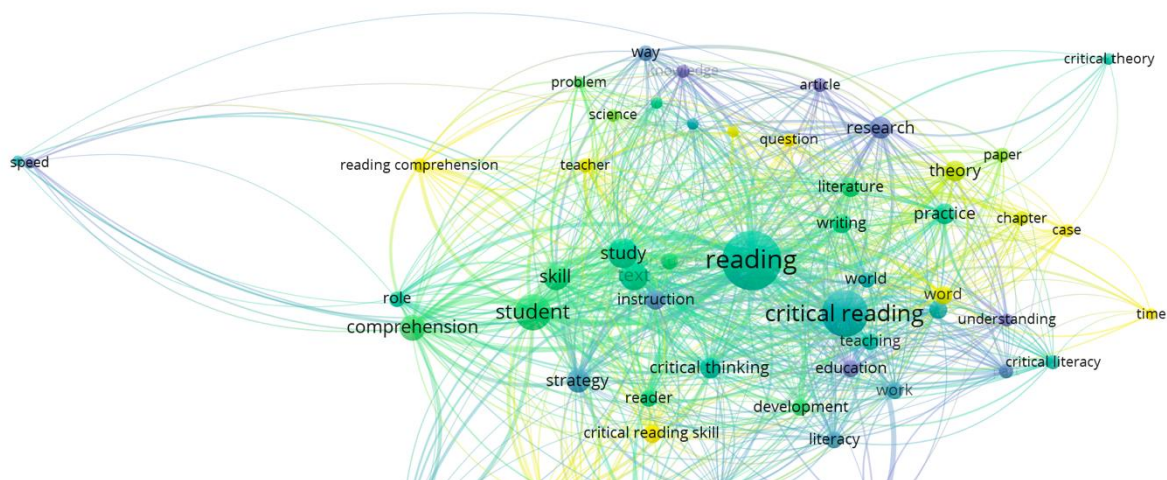 way
knowledge
critical theory
problem
article
science
research
question
speed
reading comprehension
teacher
paper
theory
literature
practice
chapter
writing
case
study
reading
text
skill
world
role
instruction
word
student
critical reading
time
comprehension
understanding
teaching
critical thinking
education
critical literacy
strategy
work
reader
development
critical reading skill
literacy